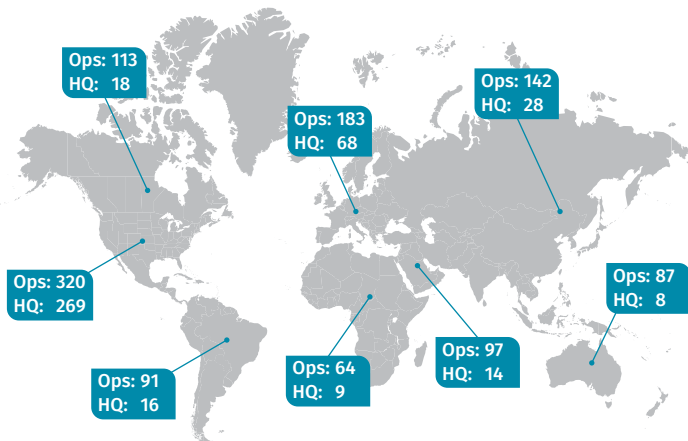 Ops: 113
HQ: 18
Ops: 142
HQ: 28
Ops: 183
HQ: 68
Ops: 320
HQ: 269
Ops: 87
HQ: 8
Ops: 97
HQ: 14
Ops: 64
HQ: 9
Ops: 91
HQ: 16